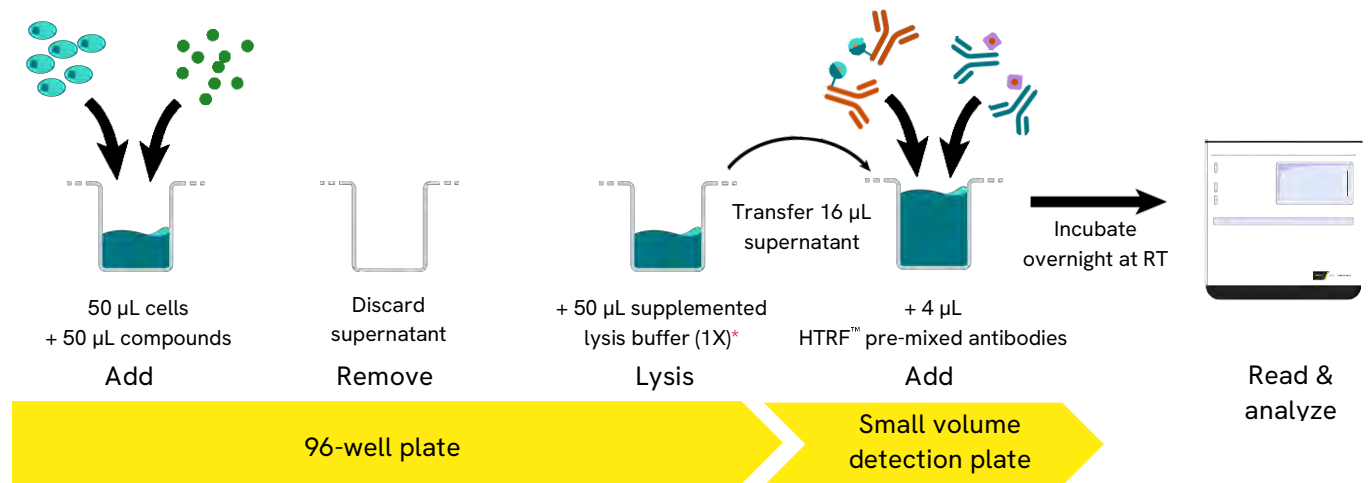 50 µL cells
+ 50 µL compounds
Add
Discard
supernatant
Remove
+ 50 µL supplemented
lysis buffer (1X)*
Lysis
Transfer 16 µL
supernatant
+ 4 µL
HTRF™ pre-mixed antibodies
Add
Incubate
overnight at RT
Read &
analyze
96-well plate
Small volume
detection plate